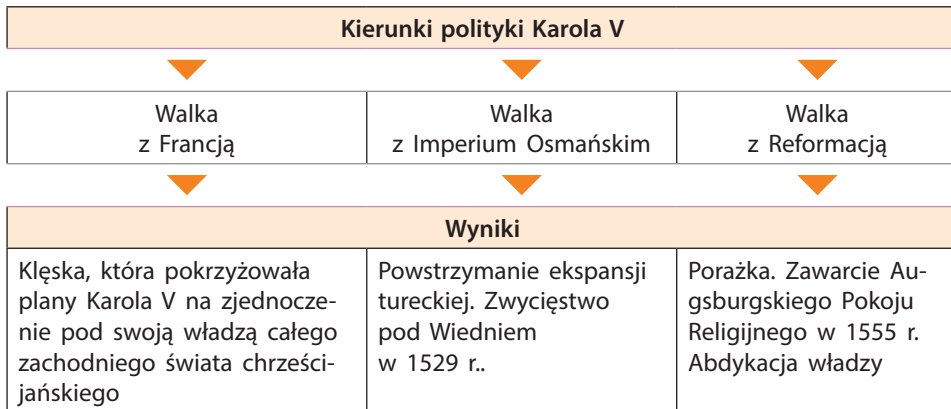 Kierunki polityki Karola V
Walka
z Francją
Walka
z Imperium Osmańskim
Walka
z Reformacją
Wyniki
Klęska, która pokrzyżowała
plany Karola V na zjednocze-
nie pod swoją władzą całego
zachodniego świata chrześci-
jańskiego
Powstrzymanie ekspansji
tureckiej. Zwycięstwo
pod Wiedniem
w 1529 r..
Porażka. Zawarcie Au-
gsburgskiego Pokoju
Religijnego w 1555 r.
Abdykacja władzy